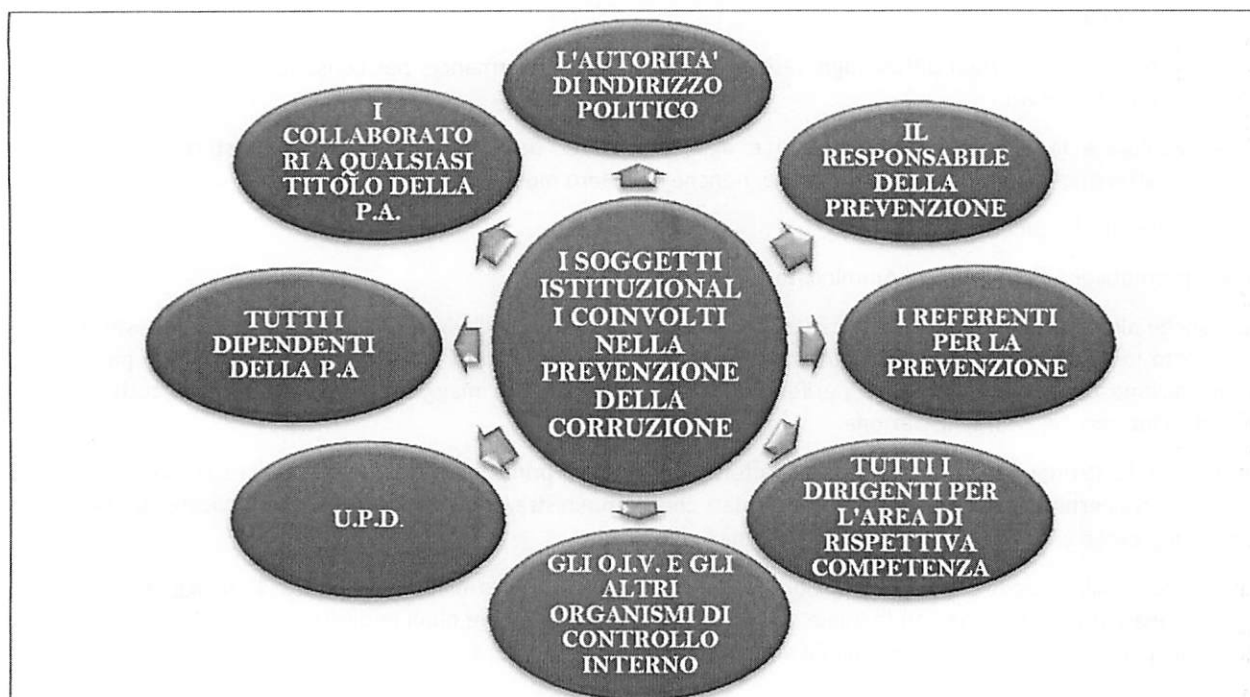 L'AUTORITA'
DI INDIRIZZO
POLITICO
IL
RESPONSABILE
DELLA
PREVENZIONE
I REFERENTI
PER LA
PREVENZIONE
TUTTI I
DIRIGENTI PER
L'AREA DI
RISPETTIVA
COMPETENZA
GLI O.I.V. E GLI
ALTRI
ORGANISMI DI
CONTROLLO
INTERNO
U.P.D.
TUTTI I
DIPENDENTI
DELLA P.A
I
COLLABORATO
RI A QUALSIASI
TITOLO DELLA
P.A.
I SOGGETTI
ISTITUZIONAL
I COINVOLTI
NELLA
PREVENZIONE
DELLA
CORRUZIONE